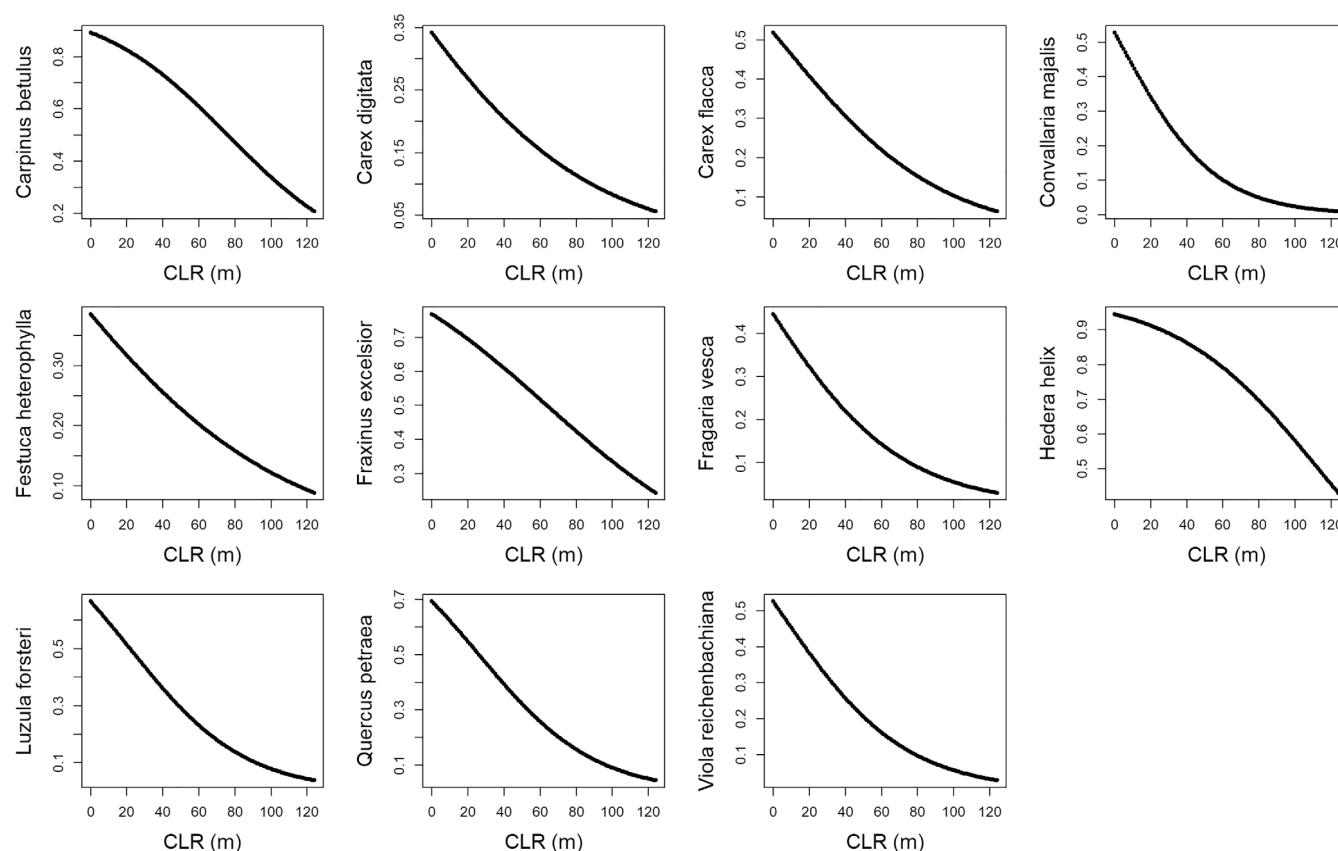 Carpinus betulus
0.2 0.4 0.6 0.8
0 20 40 60 80 100 120
CLR (m)
Carex digitata
0.05 0.15 0.25 0.35
0 20 40 60 80 100 120
CLR (m)
Carex flacca
0.1 0.2 0.3 0.4 0.5
0 20 40 60 80 100 120
CLR (m)
Convallaria majalis
0.0 0.1 0.2 0.3 0.4 0.5
0 20 40 60 80 100 120
CLR (m)
Festuca heterophylla
0.10 0.20 0.30
0 20 40 60 80 100 120
CLR (m)
Fraxinus excelsior
0.3 0.4 0.5 0.6 0.7
0 20 40 60 80 100 120
CLR (m)
Fragaria vesca
0.1 0.2 0.3 0.4
0 20 40 60 80 100 120
CLR (m)
Hedera helix
0.5 0.6 0.7 0.8 0.9
0 20 40 60 80 100 120
CLR (m)
Luzula forsteri
0.1 0.3 0.5
0 20 40 60 80 100 120
CLR (m)
Quercus petraea
0.1 0.3 0.5 0.7
0 20 40 60 80 100 120
CLR (m)
Viola reichenbachiana
0.1 0.2 0.3 0.4 0.5
0 20 40 60 80 100 120
CLR (m)